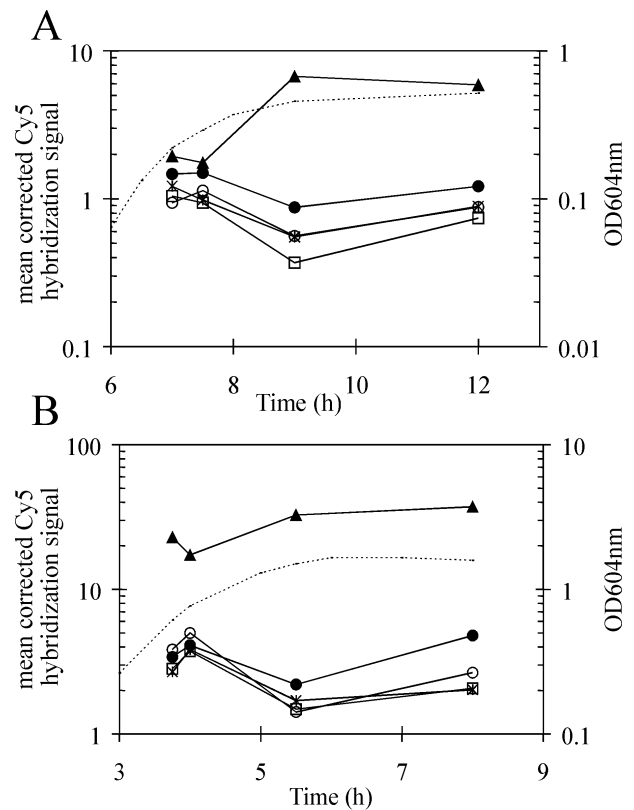 A
10
1
0.1
mean corrected Cy5
hybridization signal
1
0.1
0.01
OD604nm
6
8
10
12
Time (h)
B
100
10
1
mean corrected Cy5
hybridization signal
10
1
0.1
OD604nm
3
5
7
9
Time (h)